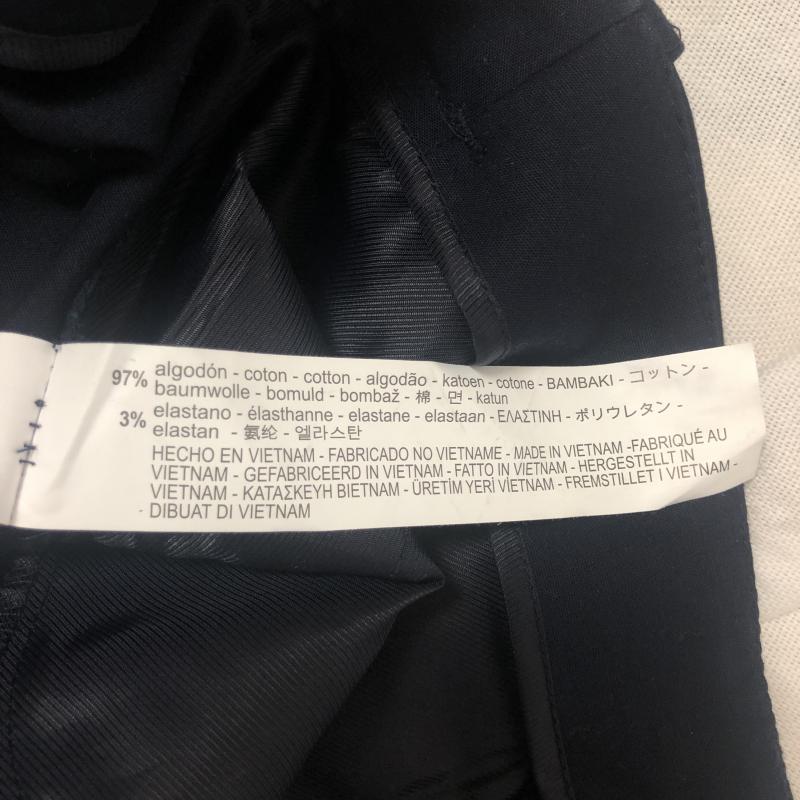 97% algodón - coton - cotton - algodão - katoen - cotone - BAMBAKI - コットン -
baumwolle - bomuld - bombaž - 棉 - 면 - katun
3% elastano - élasthanne - elastane - elastaan - ΕΛΑΣΤΙΝΗ - ポリウレタン -
elastan - 氨纶 - 엘라스탄
HECHO EN VIETNAM - FABRICADO NO VIETNAME - MADE IN VIETNAM -FABRIQUÉ AU
VIETNAM - GEFABRICEERD IN VIETNAM - FATTO IN VIETNAM - HERGESTELLT IN
VIETNAM - ΚΑΤΑΣΚΕΥΗ ΒΙΕΤΝΑΜ - ÜRETİM YERİ VİETNAM - FREMSTILLET I VIETNAM -
- DIBUAT DI VIETNAM